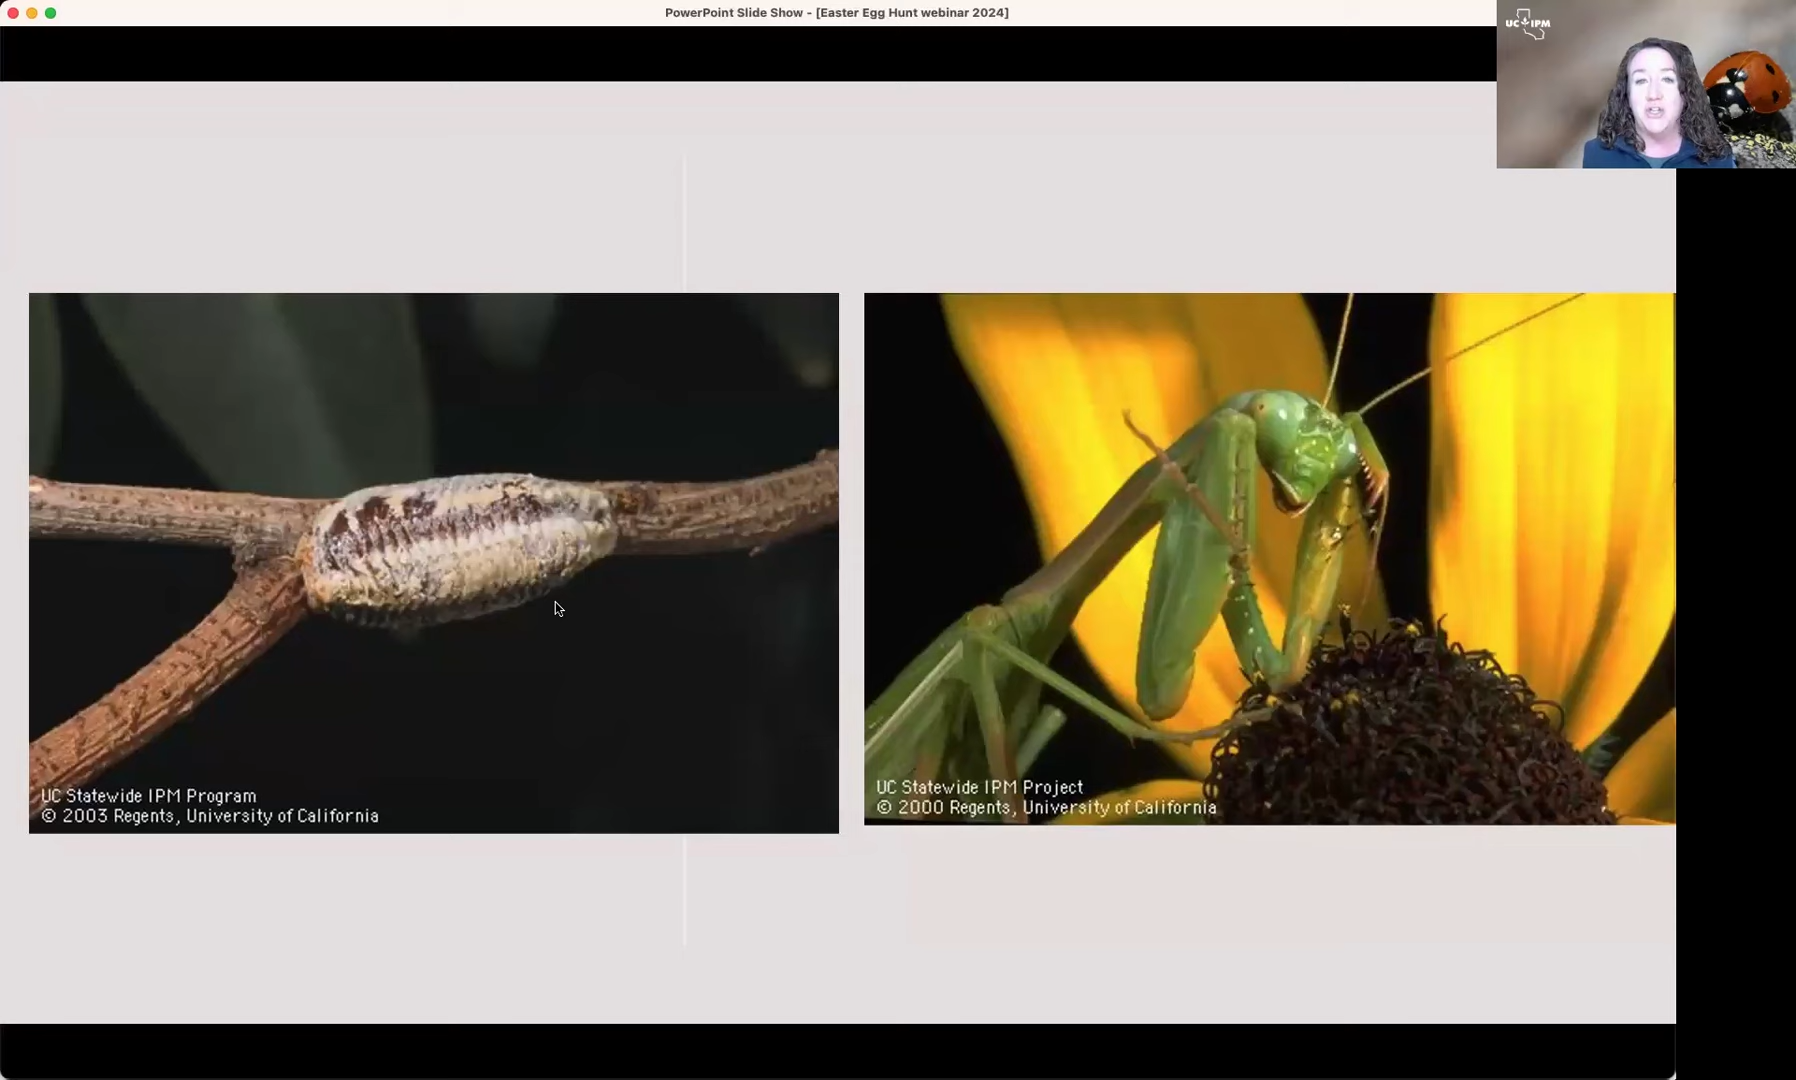 PowerPoint Slide Show - [Easter Egg Hunt webinar 2024]
UC IPM
UC Statewide IPM Program
© 2003 Regents, University of California
UC Statewide IPM Project
© 2000 Regents, University of California